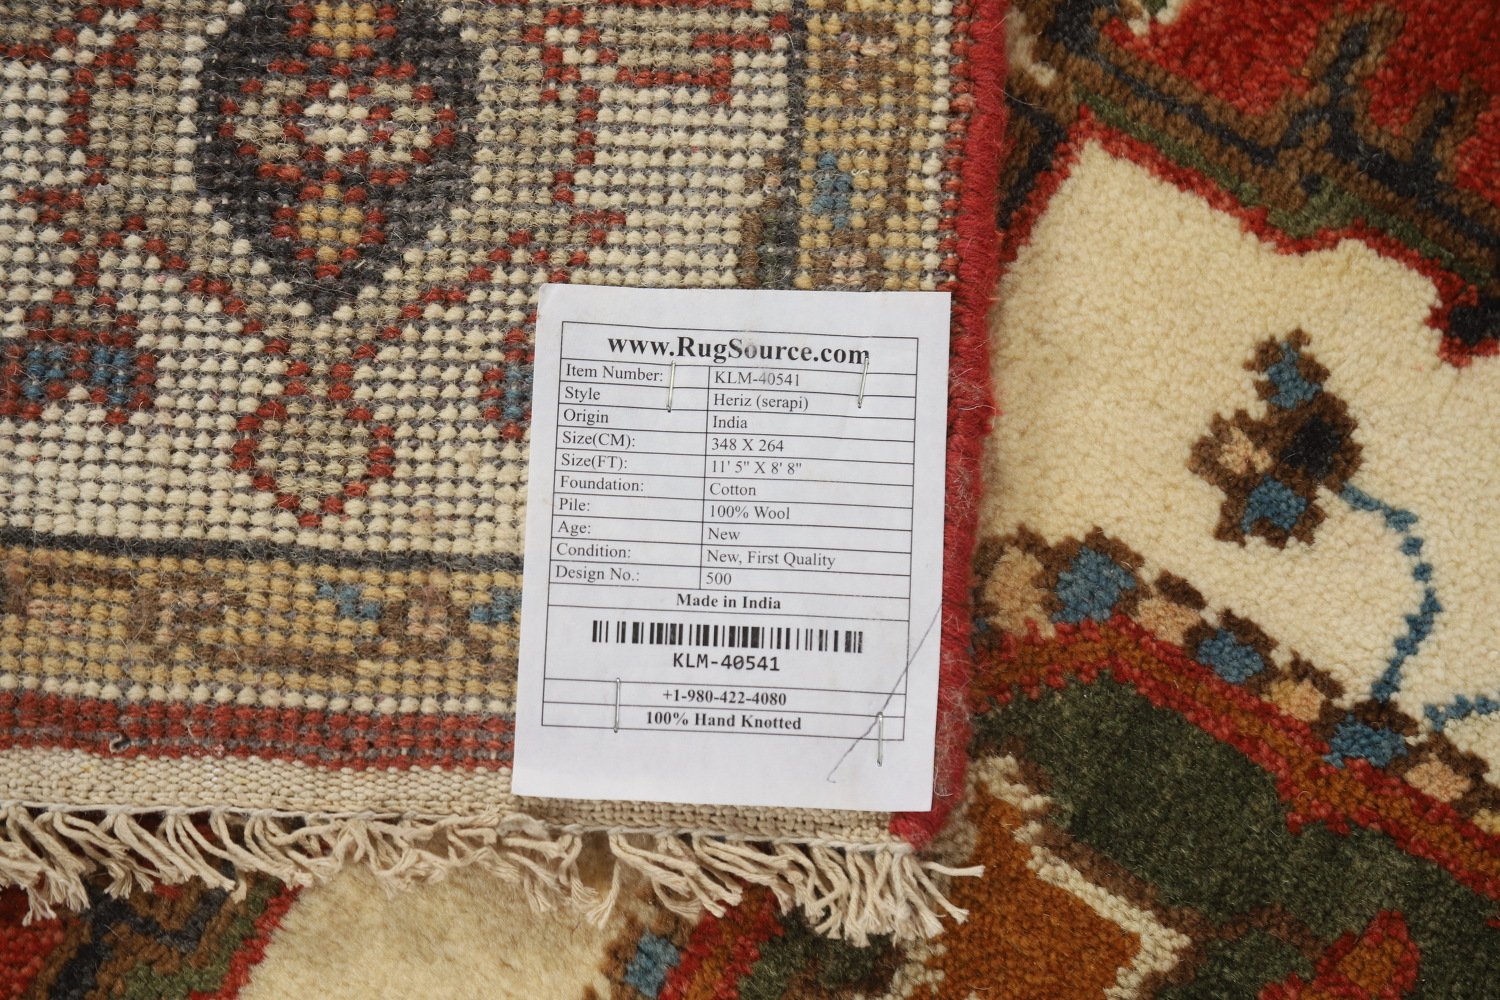 www.RugSource.com
Item Number: KLM-40541
Style Heriz (serapi)
Origin India
Size(CM): 348 X 264
Size(FT): 11' 5" X 8' 8"
Foundation: Cotton
Pile: 100% Wool
Age: New
Condition: New, First Quality
Design No.: 500
Made in India
KLM-40541
+1-980-422-4080
100% Hand Knotted